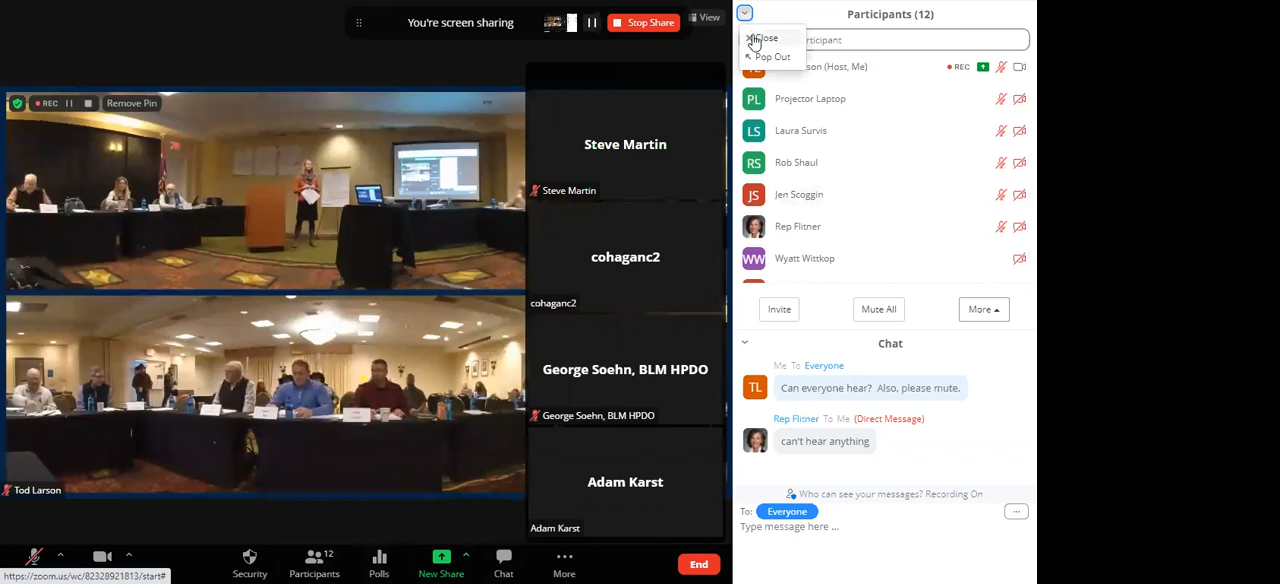 You're screen sharing
Stop Share
View
REC
Remove Pin
Steve Martin
Steve Martin
cohaganc2
cohaganc2
George Soehn, BLM HPDO
George Soehn, BLM HPDO
Adam Karst
Adam Karst
Tod Larson
Security
Participants
12
Polls
New Share
Chat
More
End
https://zoom.us/wc/82328921813/start#
Participants (12)
Close
Pop Out
rticipant
son (Host, Me)
REC
PL
Projector Laptop
LS
Laura Survis
RS
Rob Shaul
JS
Jen Scoggin
Rep Flitner
WW
Wyatt Wittkop
Invite
Mute All
More
Chat
Me To Everyone
TL
Can everyone hear? Also, please mute.
Rep Flitner To Me (Direct Message)
can't hear anything
Who can see your messages? Recording On
To: Everyone
...
Type message here ...